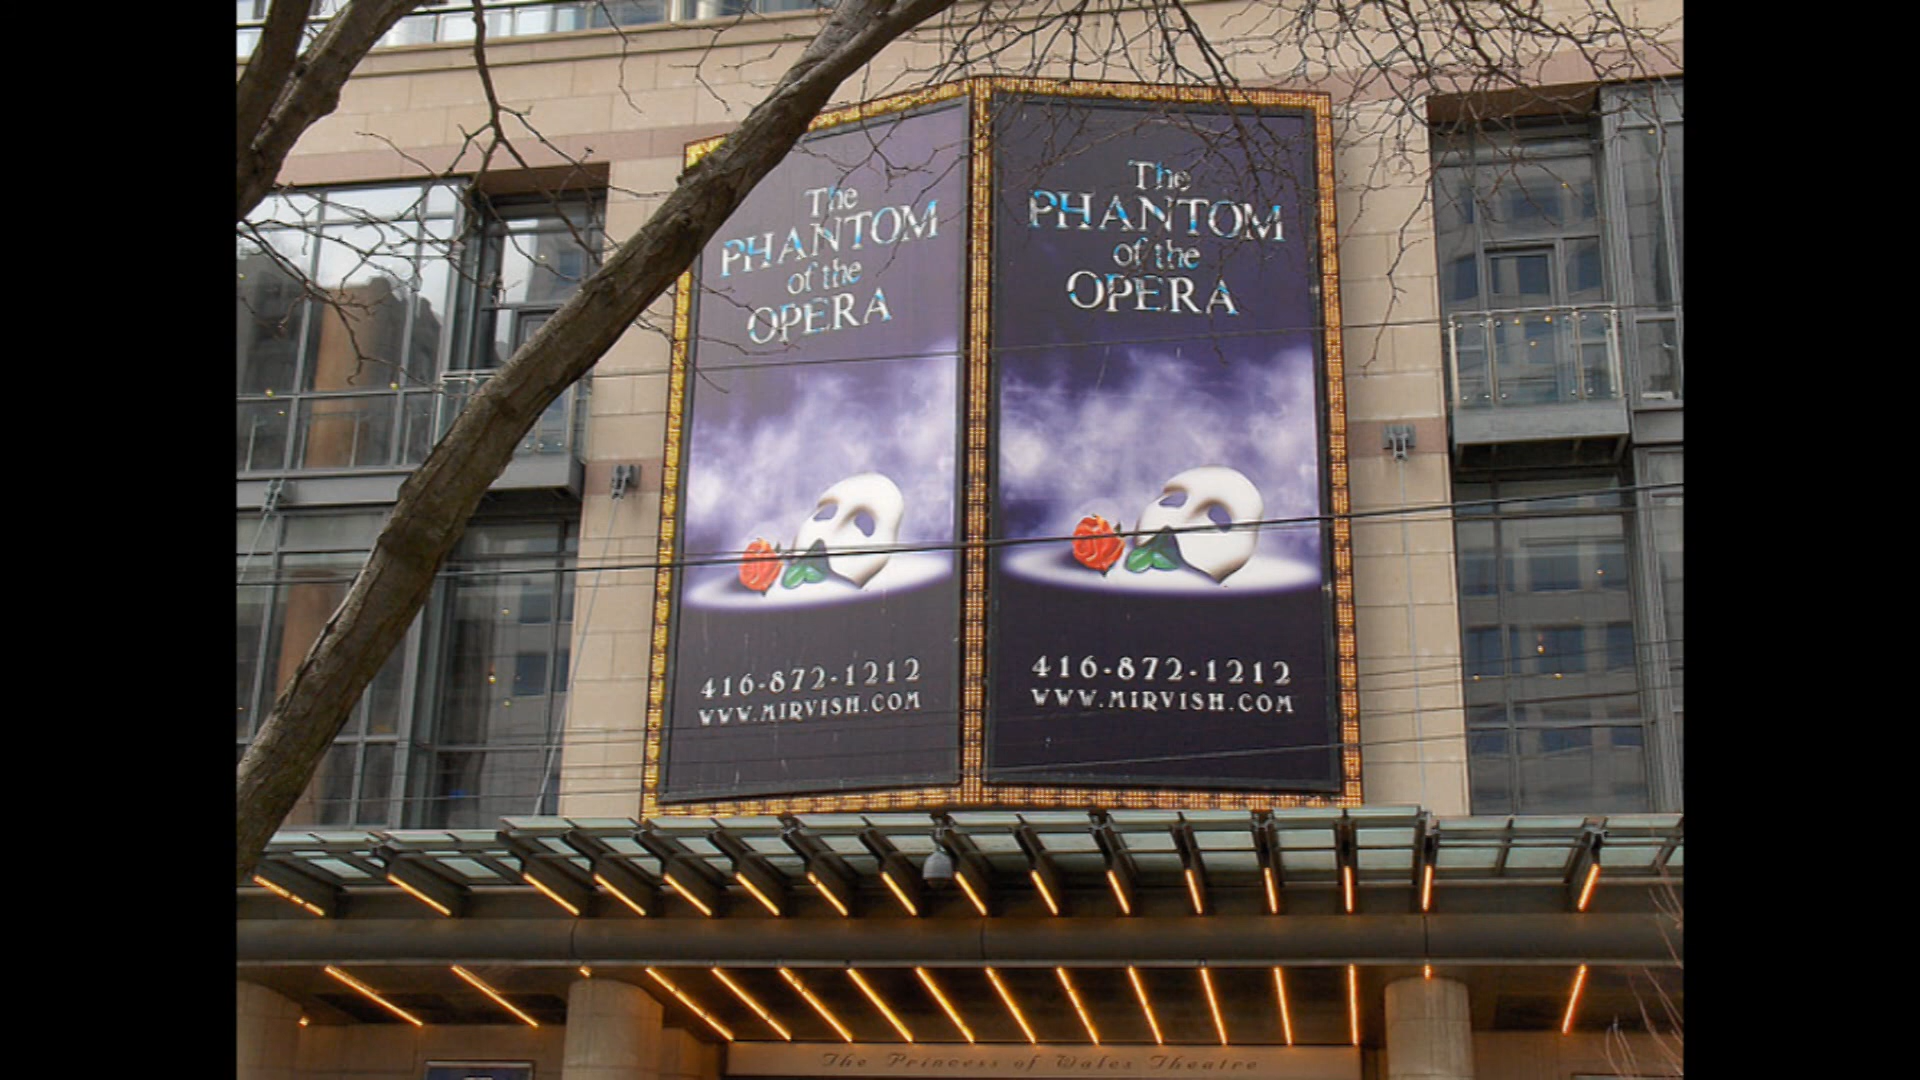 The
PHANTOM
of the
OPERA
416-872-1212
WWW.MIRVISH.COM
The
PHANTOM
of the
OPERA
416-872-1212
WWW.MIRVISH.COM
The Princess of Wales Theatre